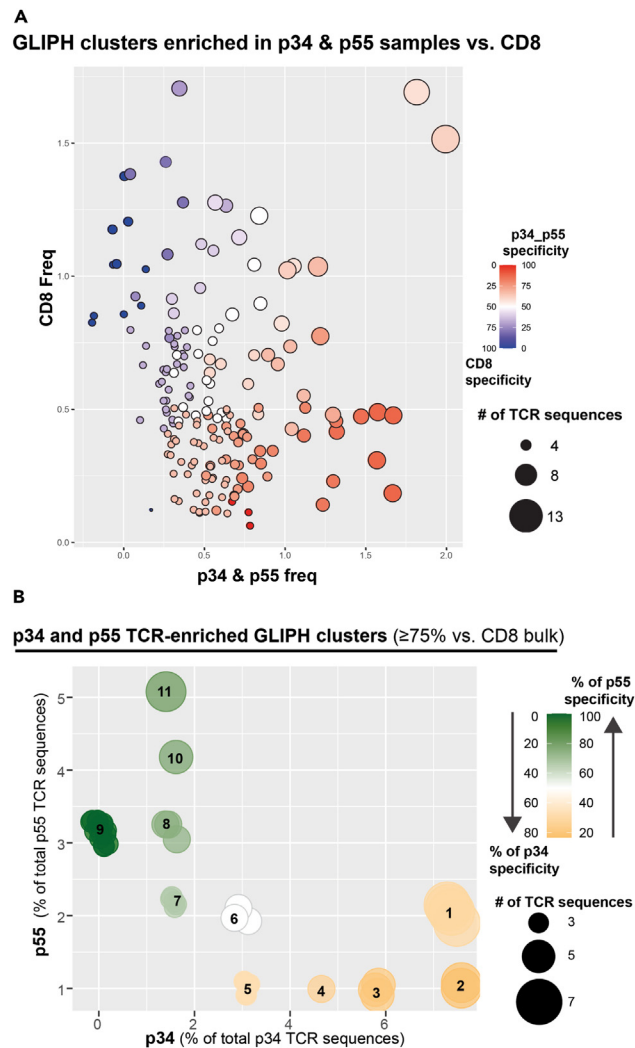 A
GLIPH clusters enriched in p34 & p55 samples vs. CD8
1.5
1.0
0.5
0.0
CD8 Freq
0.0 0.5 1.0 1.5 2.0
p34 & p55 freq
p34_p55
specificity
0 100
25 75
50 50
75 25
100 0
CD8
specificity
# of TCR sequences
4
8
13
B
p34 and p55 TCR-enriched GLIPH clusters (≥75% vs. CD8 bulk)
p55 (% of total p55 TCR sequences)
5
4
3
2
1
11
10
9
8
7
6
1
5
4
3
2
0 2 4 6
p34 (% of total p34 TCR sequences)
% of p55
specificity
0 100
20 80
40 60
60 40
80 20
% of p34
specificity
# of TCR sequences
3
5
7